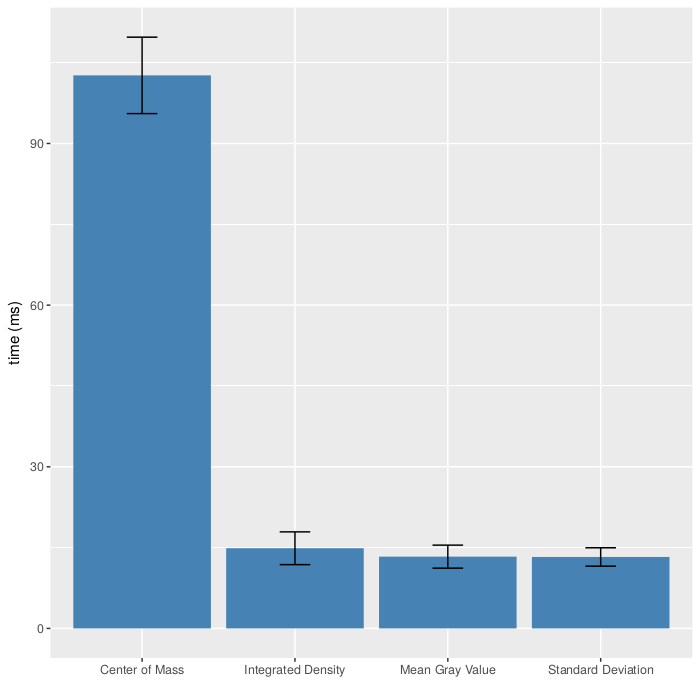 time (ms)
90
60
30
0
Center of Mass
Integrated Density
Mean Gray Value
Standard Deviation